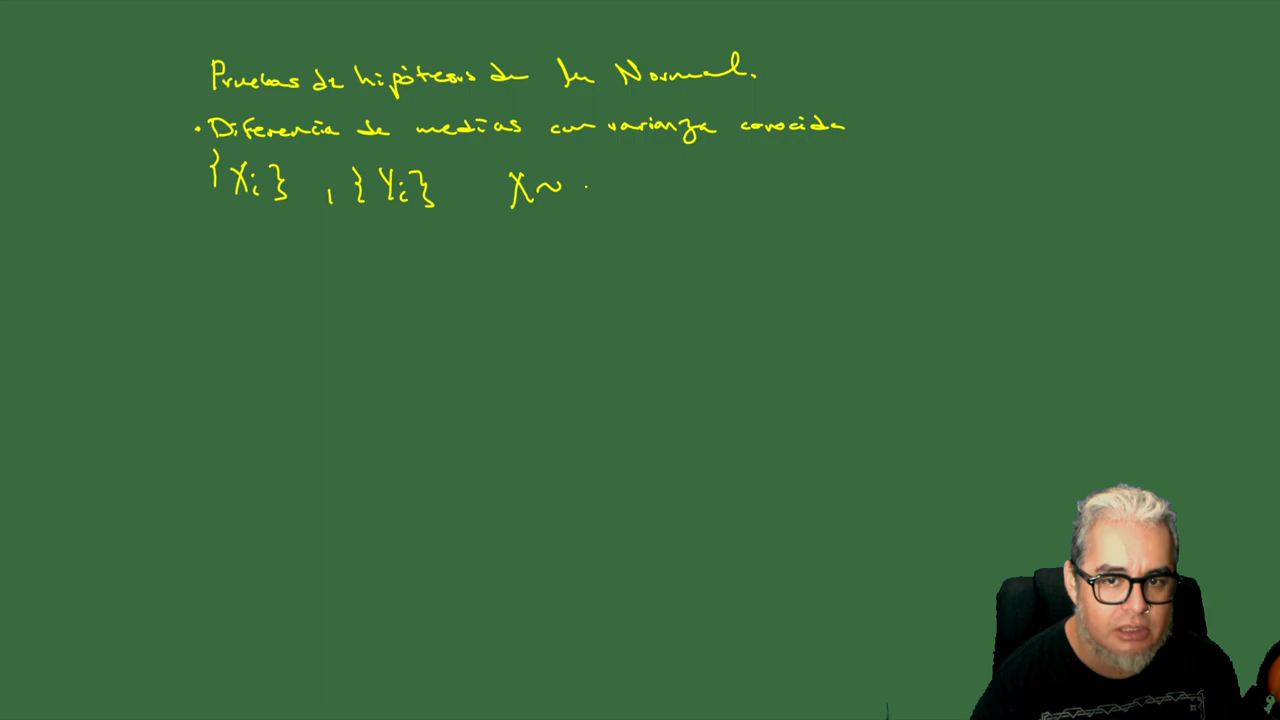 Pruebas de hipótesis de la Normal.
• Diferencia de medias con varianza conocida
{Xi} , {Yi} X ~